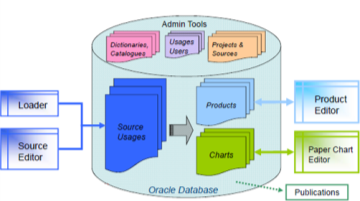 Admin Tools
Dictionaries,
Catalogues
Usages
Users
Projects &
Sources
Loader
Source
Editor
Source
Usages
Products
Charts
Product
Editor
Paper Chart
Editor
Oracle Database
Publications